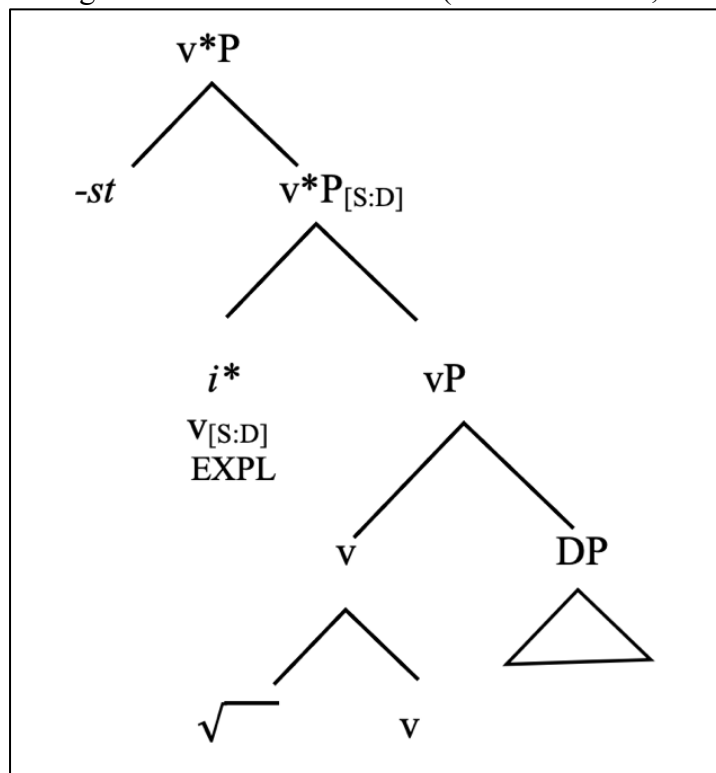 v*P
-st v*P[S:D]
i* vP
v[S:D]
EXPL
v DP
√ v